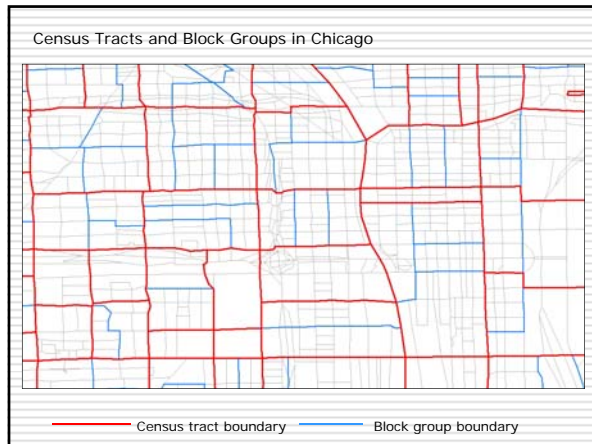 Census Tracts and Block Groups in Chicago
Census tract boundary
Block group boundary